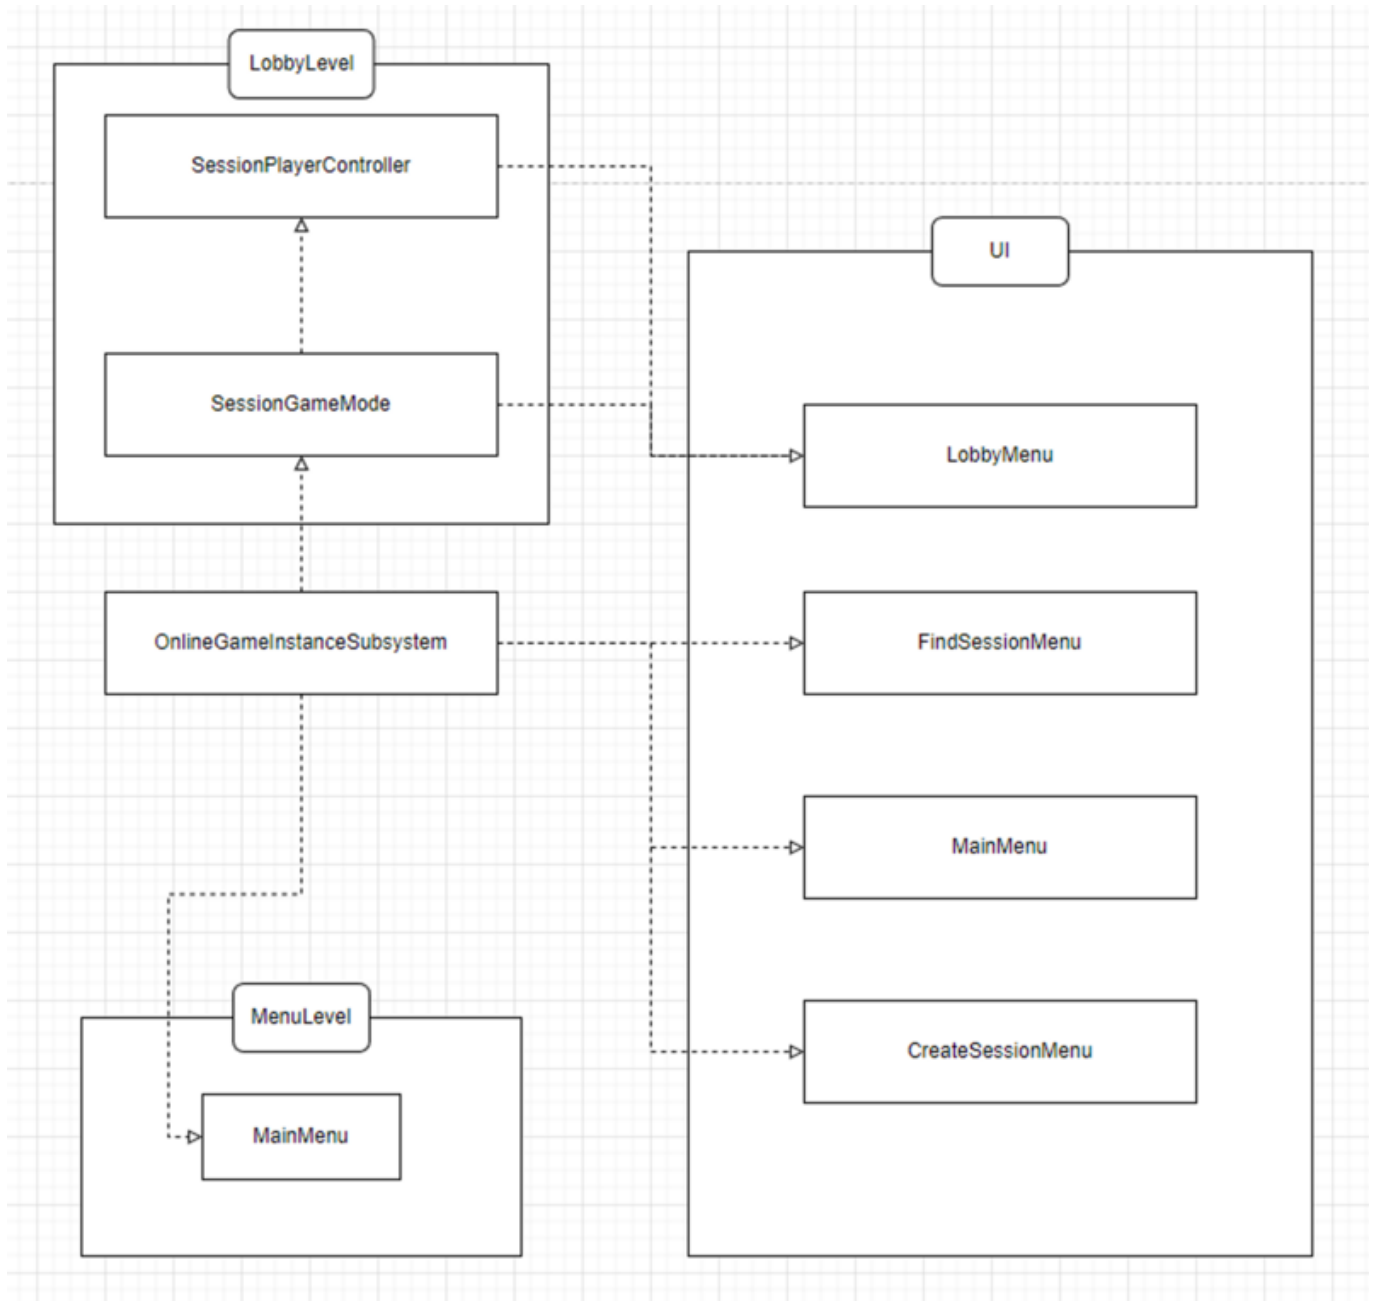 LobbyLevel
SessionPlayerController
SessionGameMode
OnlineGameInstanceSubsystem
MenuLevel
MainMenu
UI
LobbyMenu
FindSessionMenu
MainMenu
CreateSessionMenu